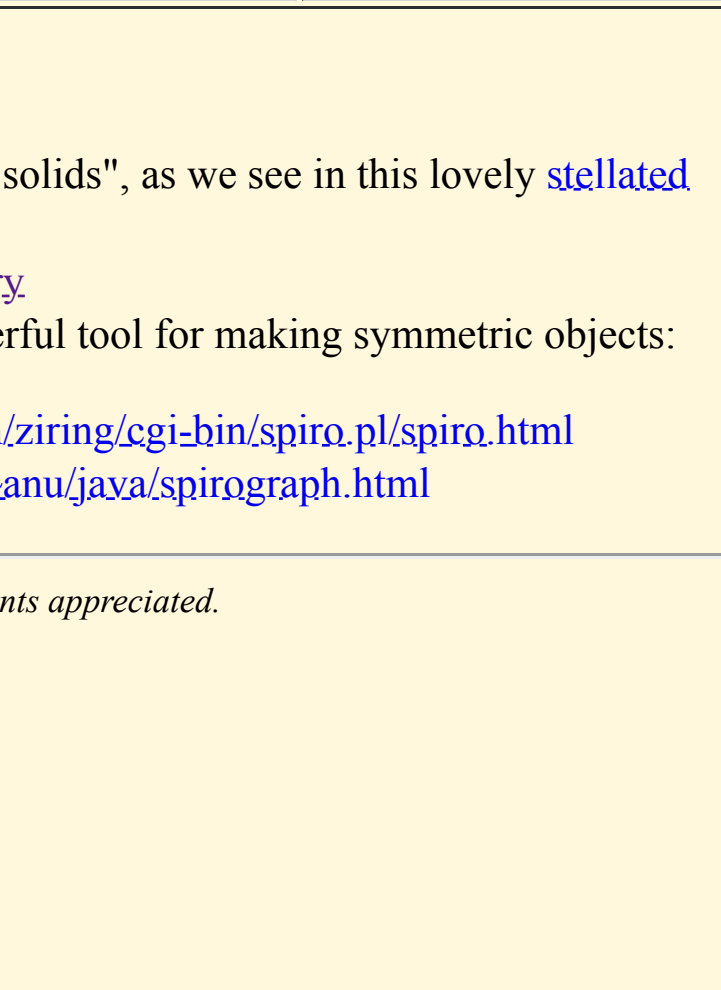 solids", as we see in this lovely stellated
ry
erful tool for making symmetric objects:
/ziring/cgi-bin/spiro.pl/spiro.html
anu/java/spirograph.html
nts appreciated.